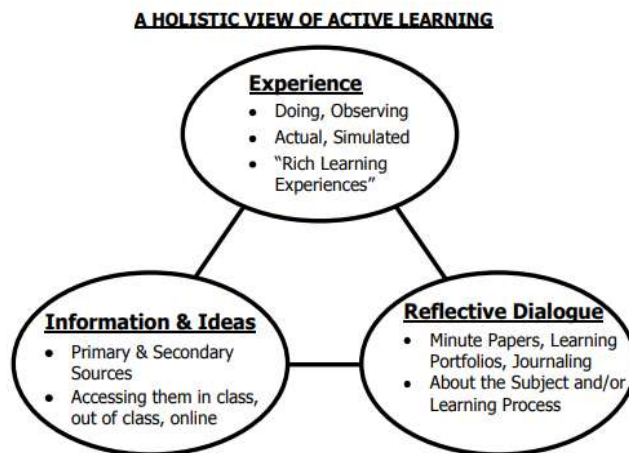 A HOLISTIC VIEW OF ACTIVE LEARNING
Experience
• Doing, Observing
• Actual, Simulated
• “Rich Learning
Experiences”
Information & Ideas
• Primary & Secondary
Sources
• Accessing them in class,
out of class, online
Reflective Dialogue
• Minute Papers, Learning
Portfolios, Journaling
• About the Subject and/or
Learning Process